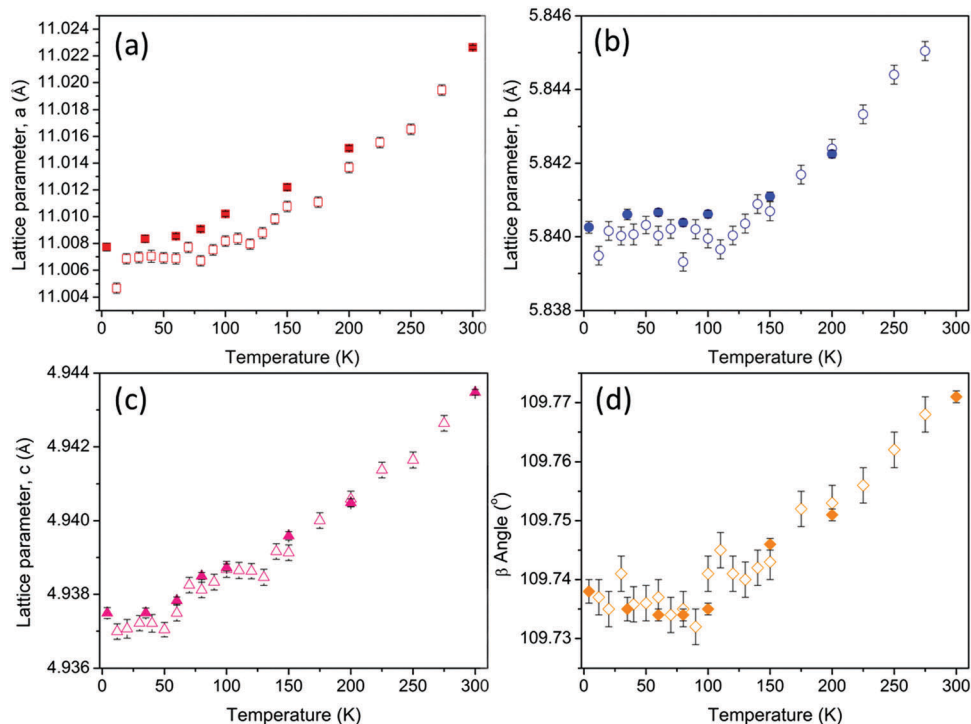 (a)
Lattice parameter, a (Å)
11.024
11.022
11.020
11.018
11.016
11.014
11.012
11.010
11.008
11.006
11.004
0 50 100 150 200 250 300
Temperature (K)
(b)
Lattice parameter, b (Å)
5.846
5.844
5.842
5.840
5.838
0 50 100 150 200 250 300
Temperature (K)
(c)
Lattice parameter, c (Å)
4.944
4.942
4.940
4.938
4.936
0 50 100 150 200 250 300
Temperature (K)
(d)
β Angle (°)
109.77
109.76
109.75
109.74
109.73
0 50 100 150 200 250 300
Temperature (K)